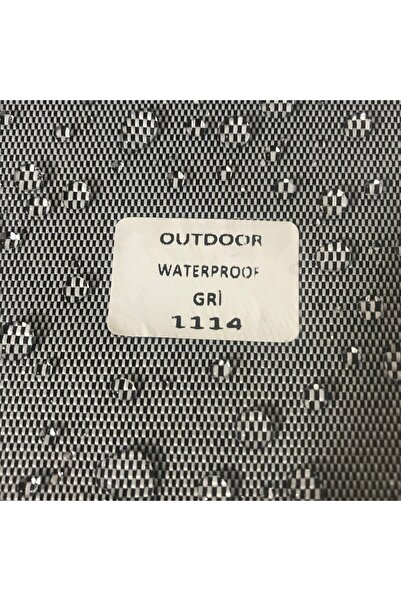 OUTDOOR
WATERPROOF
GRİ
1114